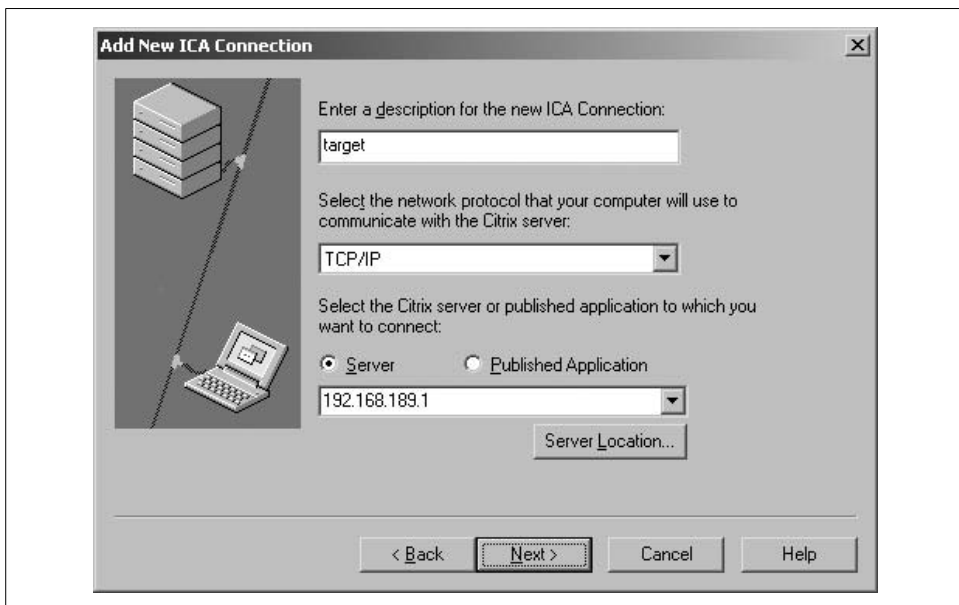 Add New ICA Connection
Enter a description for the new ICA Connection:
target
Select the network protocol that your computer will use to
communicate with the Citrix server:
TCP/IP
Select the Citrix server or published application to which you
want to connect:
Server
Published Application
192.168.189.1
Server Location...
< Back
Next >
Cancel
Help